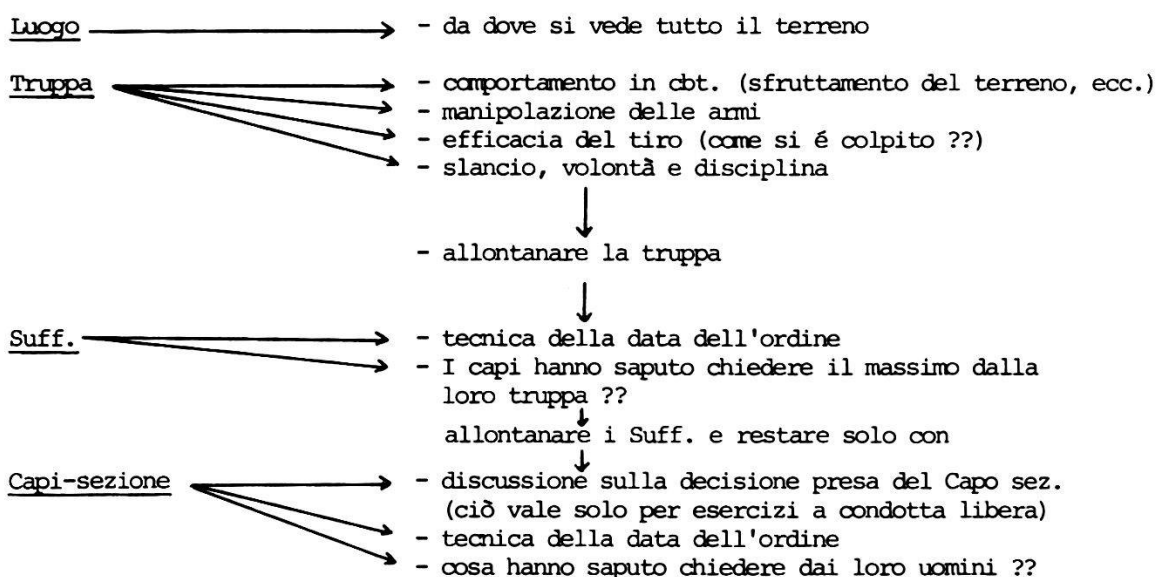 Luogo - da dove si vede tutto il terreno
Truppa - comportamento in cbt. (sfruttamento del terreno, ecc.)
- manipolazione delle armi
- efficacia del tiro (come si é colpito ??)
- slancio, volontà e disciplina
- allontanare la truppa
Suff. - tecnica della data dell'ordine
- I capi hanno saputo chiedere il massimo dalla
loro truppa ??
allontanare i Suff. e restare solo con
Capi-sezione - discussione sulla decisione presa del Capo sez.
(ciò vale solo per esercizi a condotta libera)
- tecnica della data dell'ordine
- cosa hanno saputo chiedere dai loro uomini ??